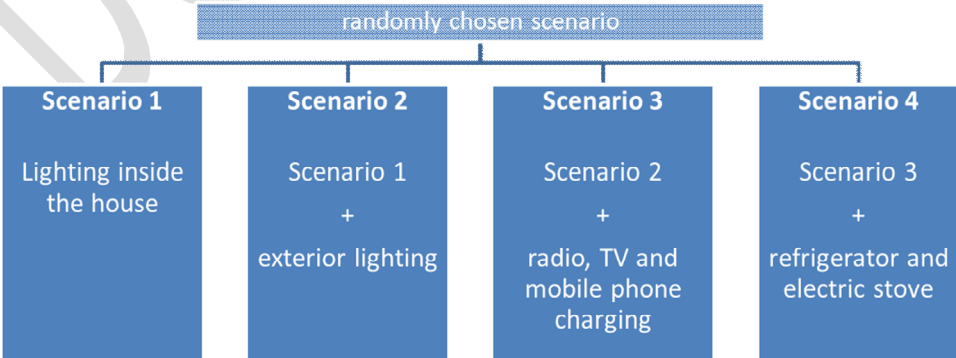 randomly chosen scenario
Scenario 1
Lighting inside
the house
Scenario 2
Scenario 1
+
exterior lighting
Scenario 3
Scenario 2
+
radio, TV and
mobile phone
charging
Scenario 4
Scenario 3
+
refrigerator and
electric stove